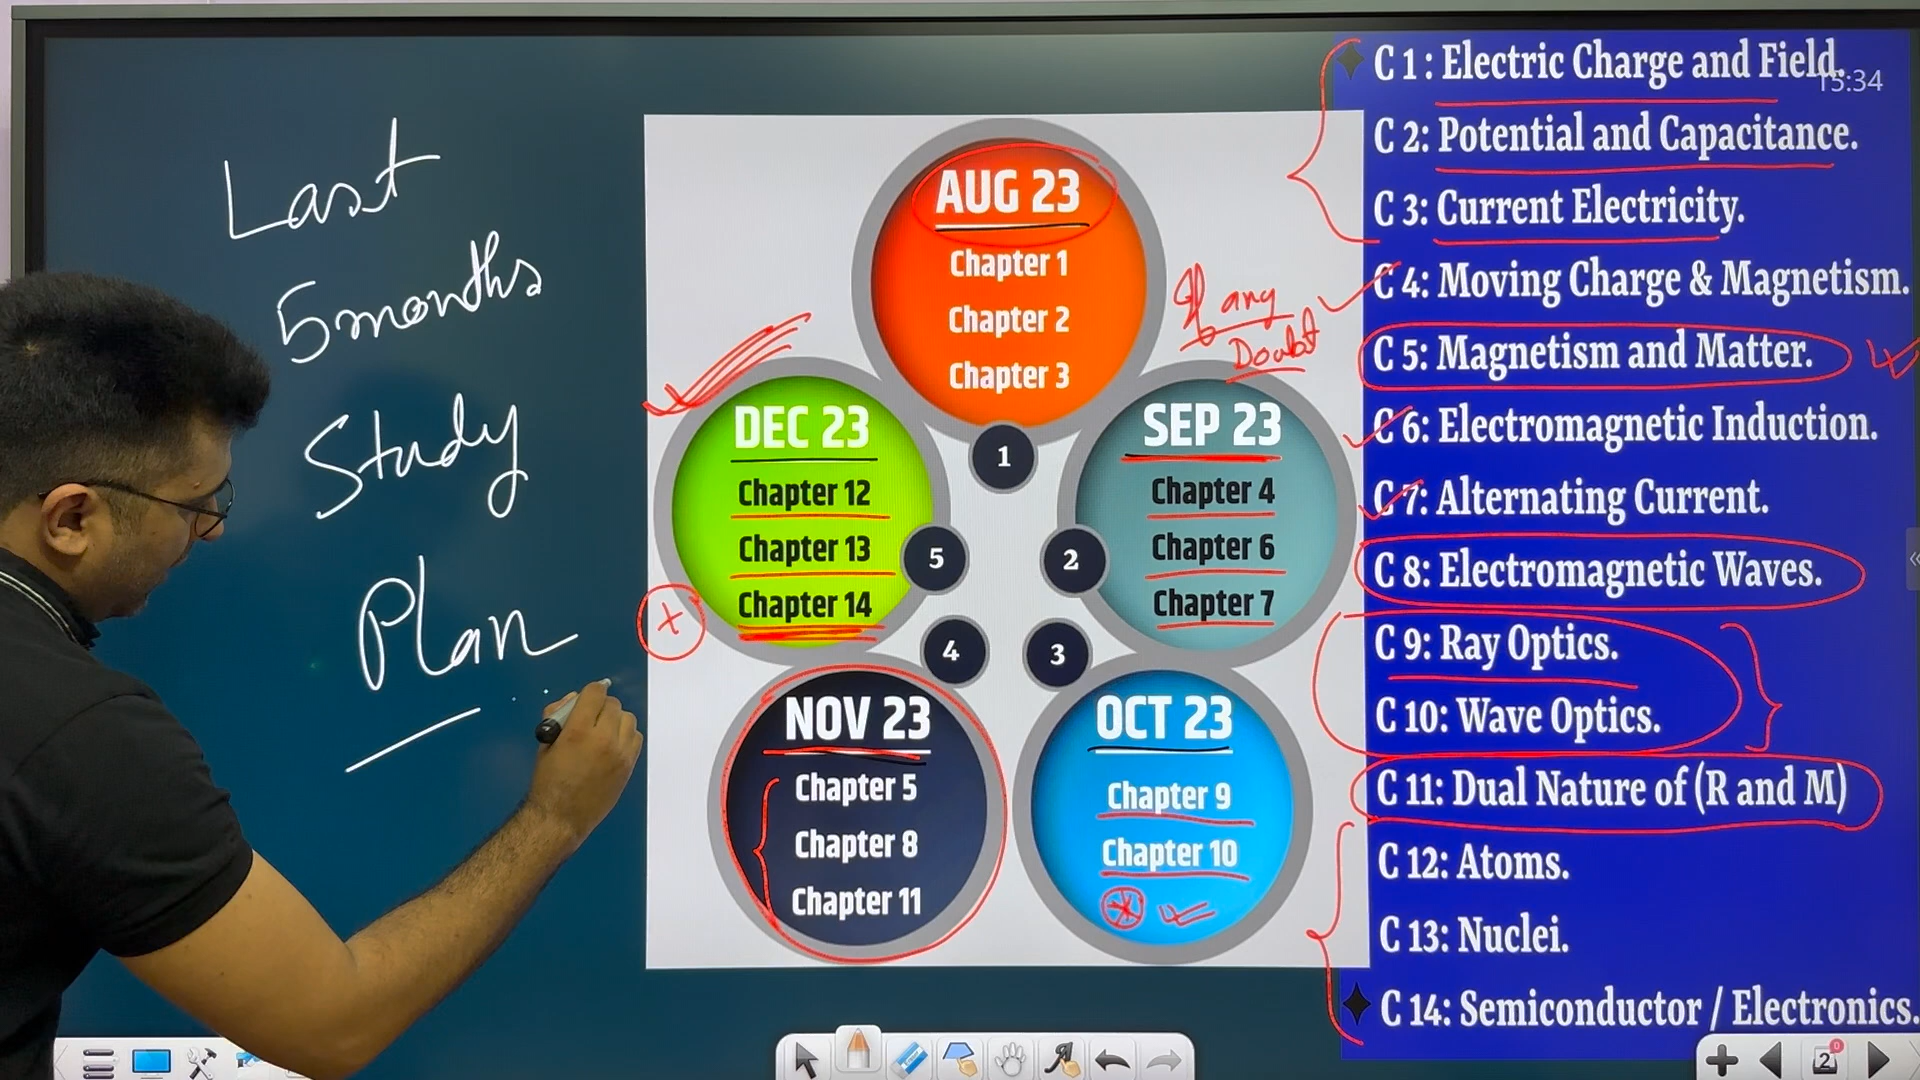 Last
5 months
Study
Plan
AUG 23
Chapter 1
Chapter 2
Chapter 3
1
If any
Doubt
SEP 23
Chapter 4
Chapter 6
Chapter 7
2
OCT 23
Chapter 9
Chapter 10
3
NOV 23
Chapter 5
Chapter 8
Chapter 11
4
DEC 23
Chapter 12
Chapter 13
Chapter 14
5
C 1: Electric Charge and Field.
15:34
C 2: Potential and Capacitance.
C 3: Current Electricity.
C 4: Moving Charge & Magnetism.
C 5: Magnetism and Matter.
C 6: Electromagnetic Induction.
C 7: Alternating Current.
C 8: Electromagnetic Waves.
C 9: Ray Optics.
C 10: Wave Optics.
C 11: Dual Nature of (R and M)
C 12: Atoms.
C 13: Nuclei.
C 14: Semiconductor / Electronics.
2
0